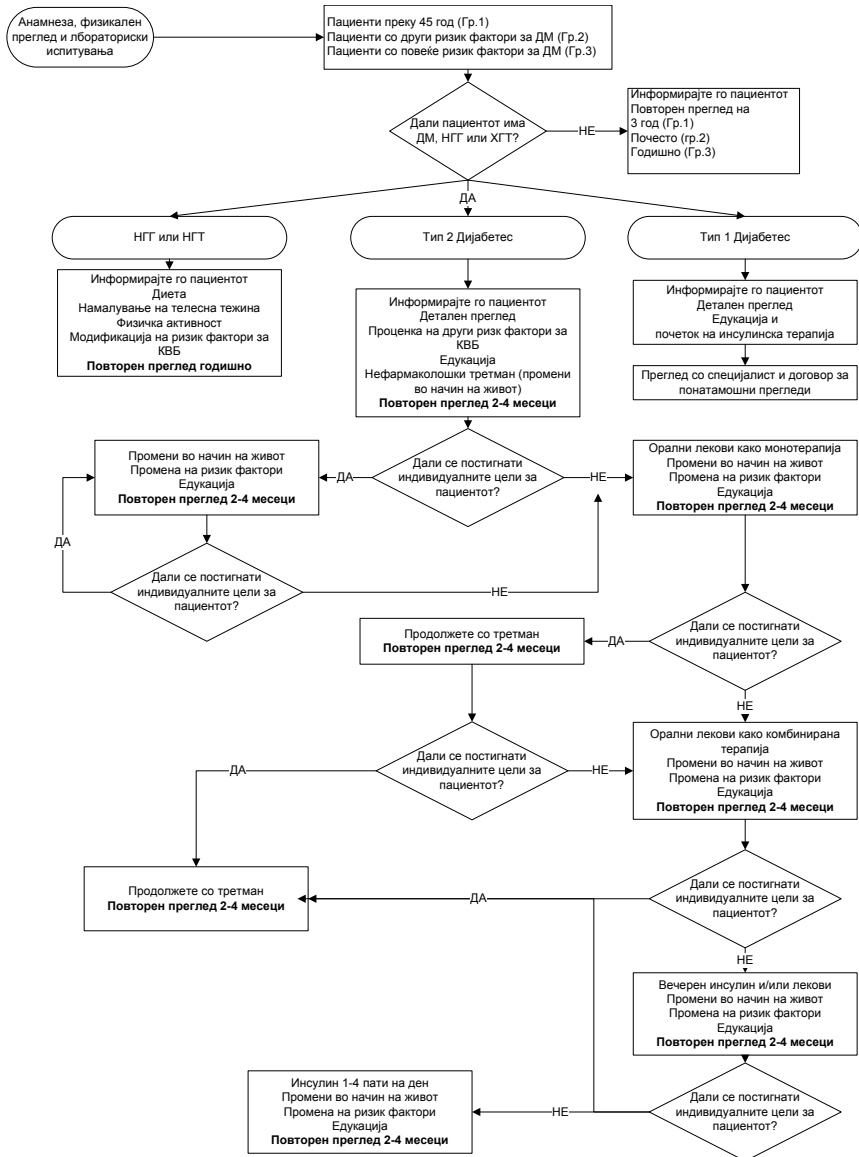 Анамнеза, физикален
преглед и лбораториски
испитувања
Пациенти преку 45 год (Гр.1)
Пациенти со други ризик фактори за ДМ (Гр.2)
Пациенти со повеќе ризик фактори за ДМ (Гр.3)
Дали пациентот има
ДМ, НГГ или ХГТ?
НЕ
Информирајте го пациентот
Повторен преглед на
3 год (Гр.1)
Почесто (гр.2)
Годишно (Гр.3)
ДА
НГГ или НГТ
Тип 2 Дијабетес
Тип 1 Дијабетес
Информирајте го пациентот
Диета
Намалување на телесна тежина
Физичка активност
Модификација на ризик фактори за
КВБ
Повторен преглед годишно
Информирајте го пациентот
Детален преглед
Проценка на други ризк фактори за
КВБ
Едукација
Нефармаколошки третман (промени
во начин на живот)
Повторен преглед 2-4 месеци
Информирајте го пациентот
Детален преглед
Едукација и
почеток на инсулинска терапија
Преглед со специјалист и договор за
понатамошни прегледи
Промени во начин на живот
Промена на ризик фактори
Едукација
Повторен преглед 2-4 месеци
ДА
Дали се постигнати
индивидуалните цели за
пациентот?
НЕ
Орални лекови како монотерапија
Промени во начин на живот
Промена на ризик фактори
Едукација
Повторен преглед 2-4 месеци
ДА
Дали се постигнати
индивидуалните цели за
пациентот?
НЕ
Продолжете со третман
Повторен преглед 2-4 месеци
ДА
Дали се постигнати
индивидуалните цели за
пациентот?
НЕ
ДА
Дали се постигнати
индивидуалните цели за
пациентот?
НЕ
Орални лекови како комбинирана
терапија
Промени во начин на живот
Промена на ризик фактори
Едукација
Повторен преглед 2-4 месеци
Продолжете со третман
Повторен преглед 2-4 месеци
ДА
Дали се постигнати
индивидуалните цели за
пациентот?
НЕ
Вечерен инсулин и/или лекови
Промени во начин на живот
Промена на ризик фактори
Едукација
Повторен преглед 2-4 месеци
Инсулин 1-4 пати на ден
Промени во начин на живот
Промена на ризик фактори
Едукација
Повторен преглед 2-4 месеци
НЕ
Дали се постигнати
индивидуалните цели за
пациентот?